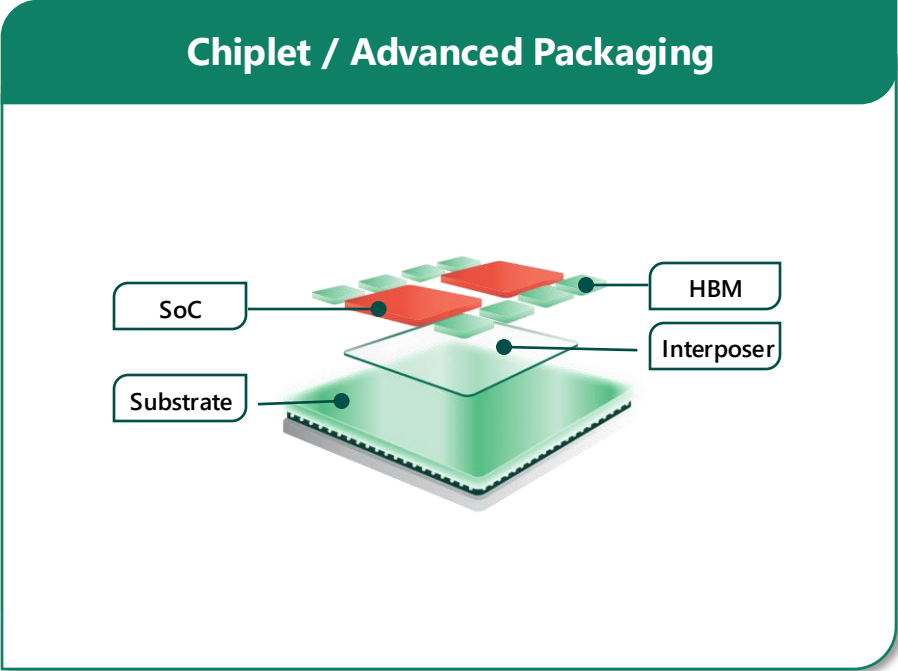 Chiplet / Advanced Packaging
HBM
SoC
Interposer
Substrate